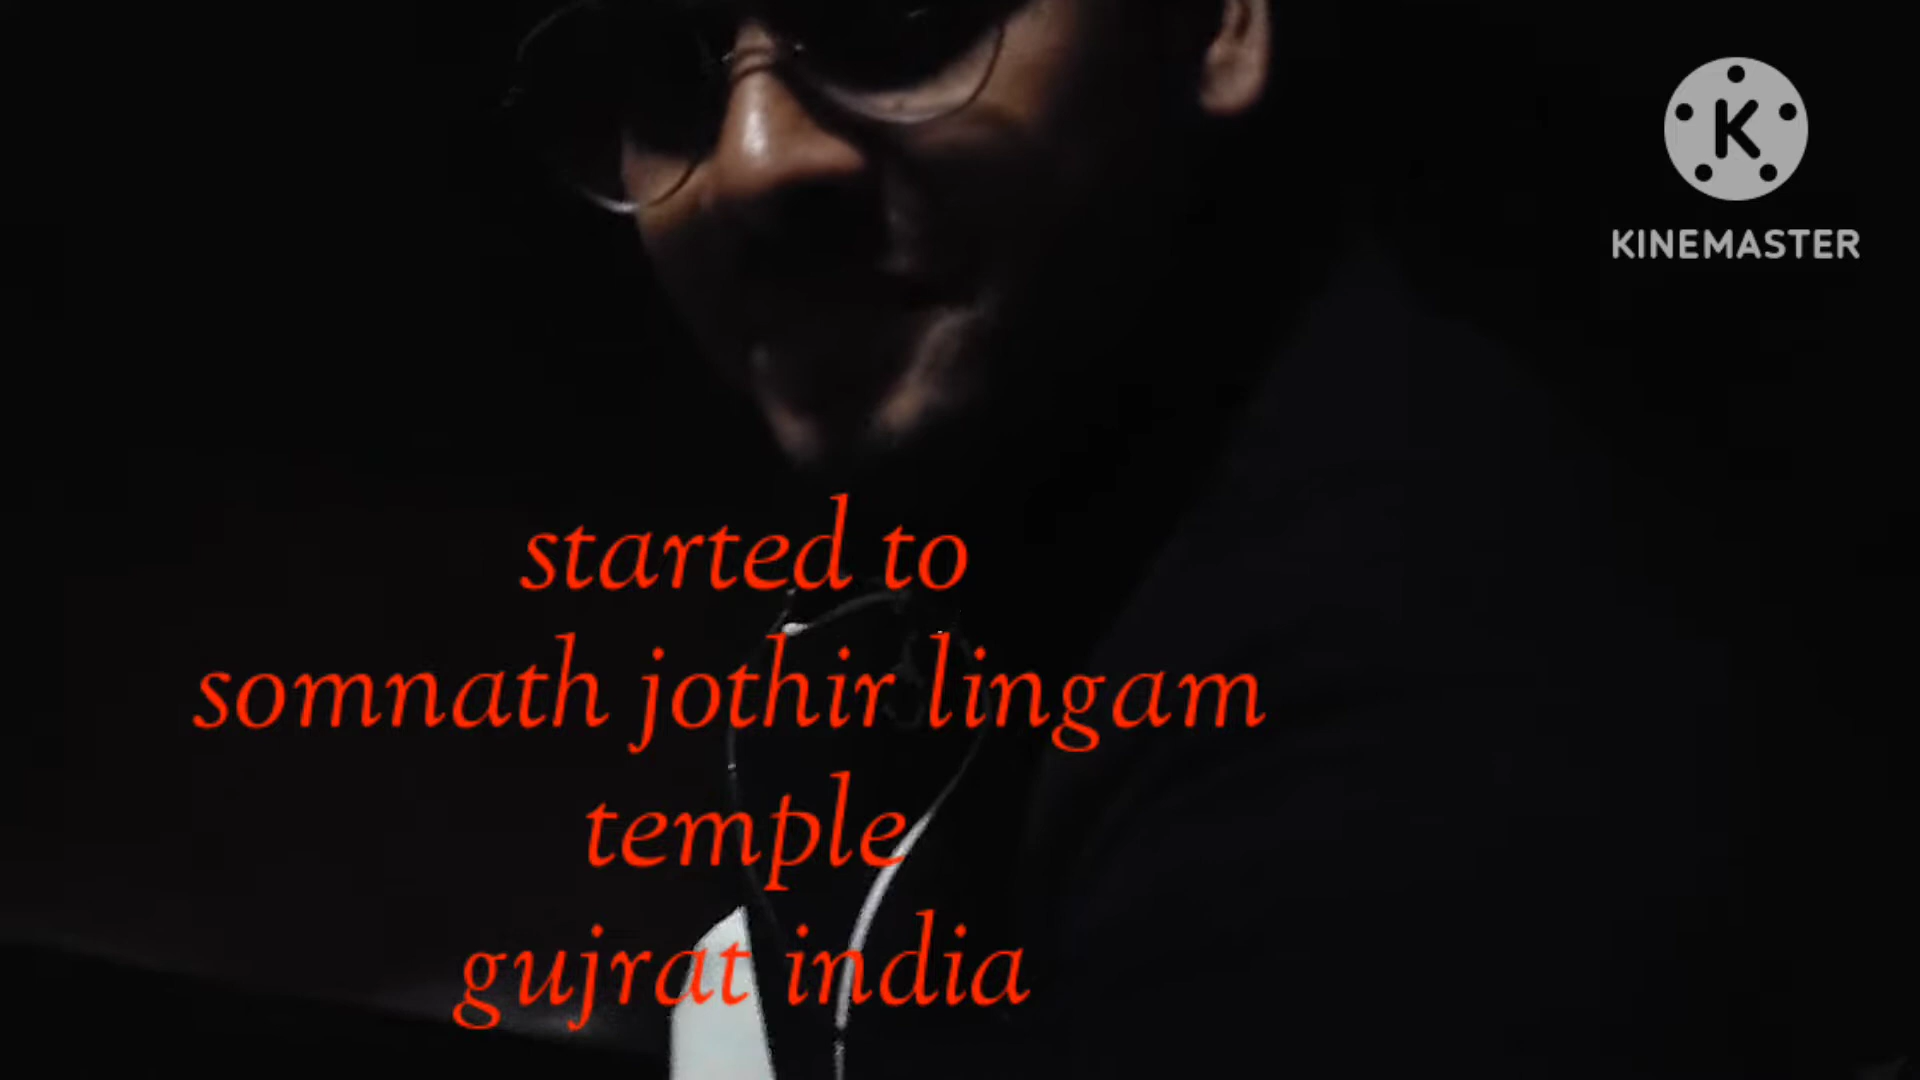 K
KINEMASTER
started to
somnath jothir lingam
temple
gujrat india